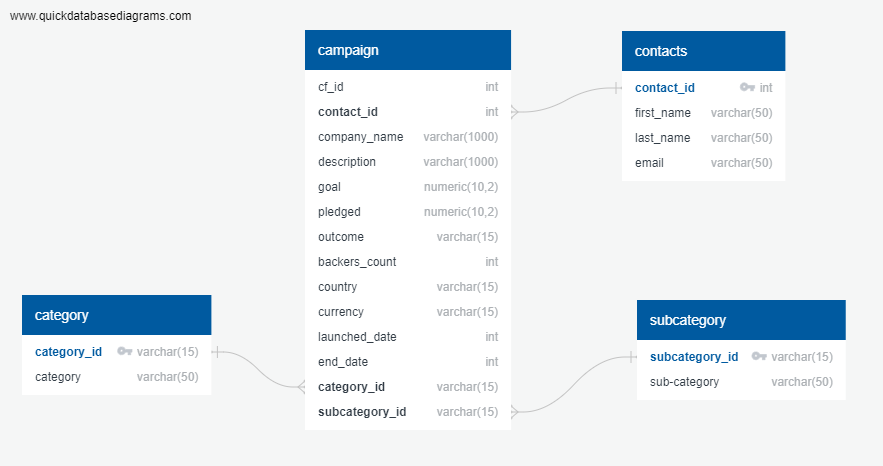 www.quickdatabasediagrams.com
campaign
cf_id int
contact_id int
company_name varchar(1000)
description varchar(1000)
goal numeric(10,2)
pledged numeric(10,2)
outcome varchar(15)
backers_count int
country varchar(15)
currency varchar(15)
launched_date int
end_date int
category_id varchar(15)
subcategory_id varchar(15)
contacts
contact_id int
first_name varchar(50)
last_name varchar(50)
email varchar(50)
category
category_id varchar(15)
category varchar(50)
subcategory
subcategory_id varchar(15)
sub-category varchar(50)